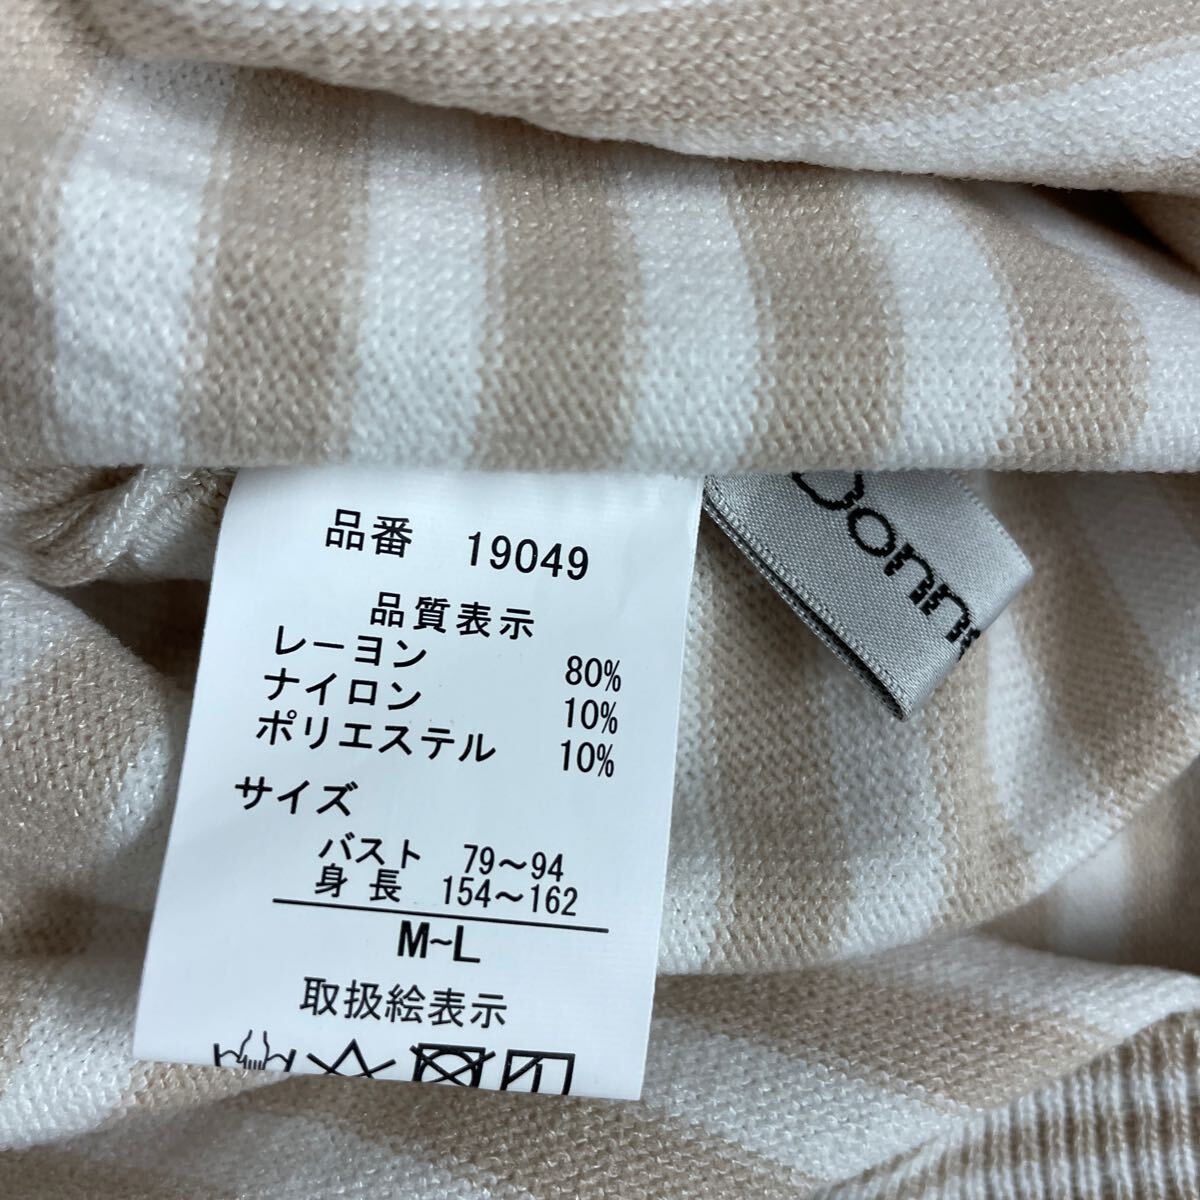 品番 19049
品質表示
レーヨン 80%
ナイロン 10%
ポリエステル 10%
サイズ
バスト 79～94
身長 154～162
M~L
取扱絵表示